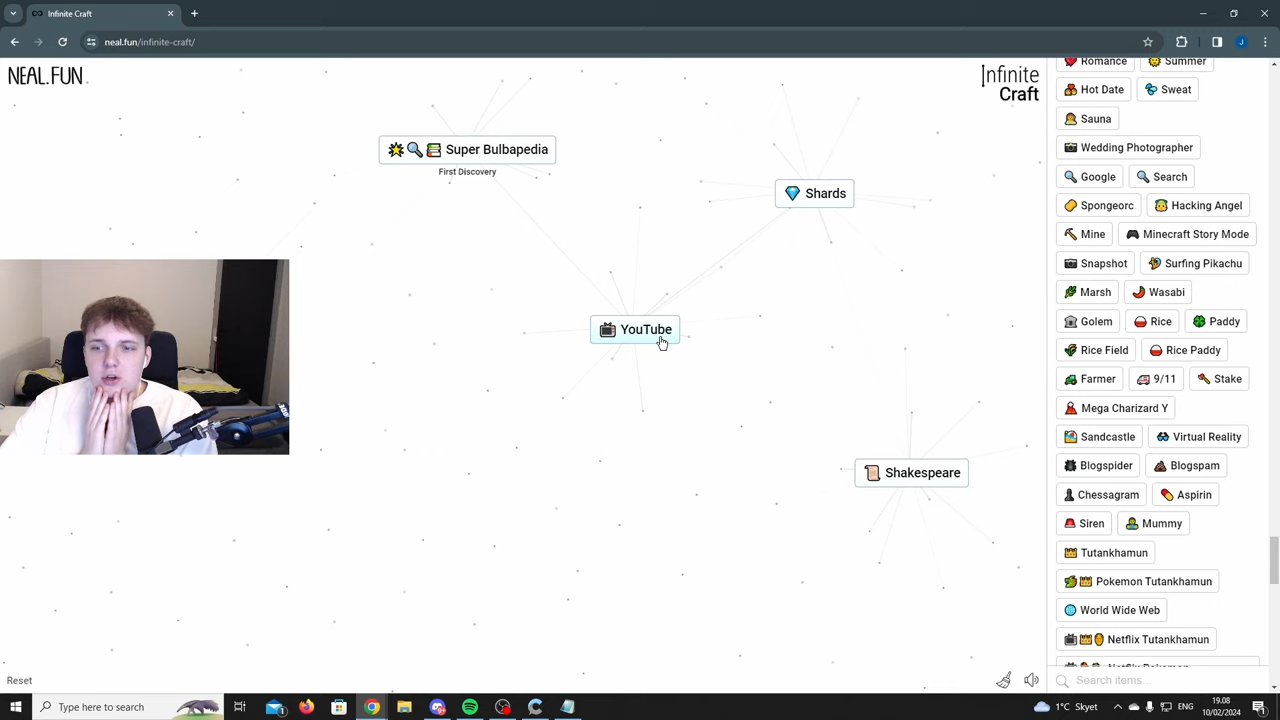 Infinite Craft
neal.fun/infinite-craft/
NEAL.FUN
Infinite
Craft
Super Bulbapedia
First Discovery
Shards
YouTube
Shakespeare
Reset
Romance Summer
Hot Date Sweat
Sauna
Wedding Photographer
Google Search
Spongeorc Hacking Angel
Mine Minecraft Story Mode
Snapshot Surfing Pikachu
Marsh Wasabi
Golem Rice Paddy
Rice Field Rice Paddy
Farmer 9/11 Stake
Mega Charizard Y
Sandcastle Virtual Reality
Blogspider Blogspam
Chessagram Aspirin
Siren Mummy
Tutankhamun
Pokemon Tutankhamun
World Wide Web
Netflix Tutankhamun
Netflix Pokemon
Search items...
Type here to search
1°C Skyet
ENG
19.08
10/02/2024